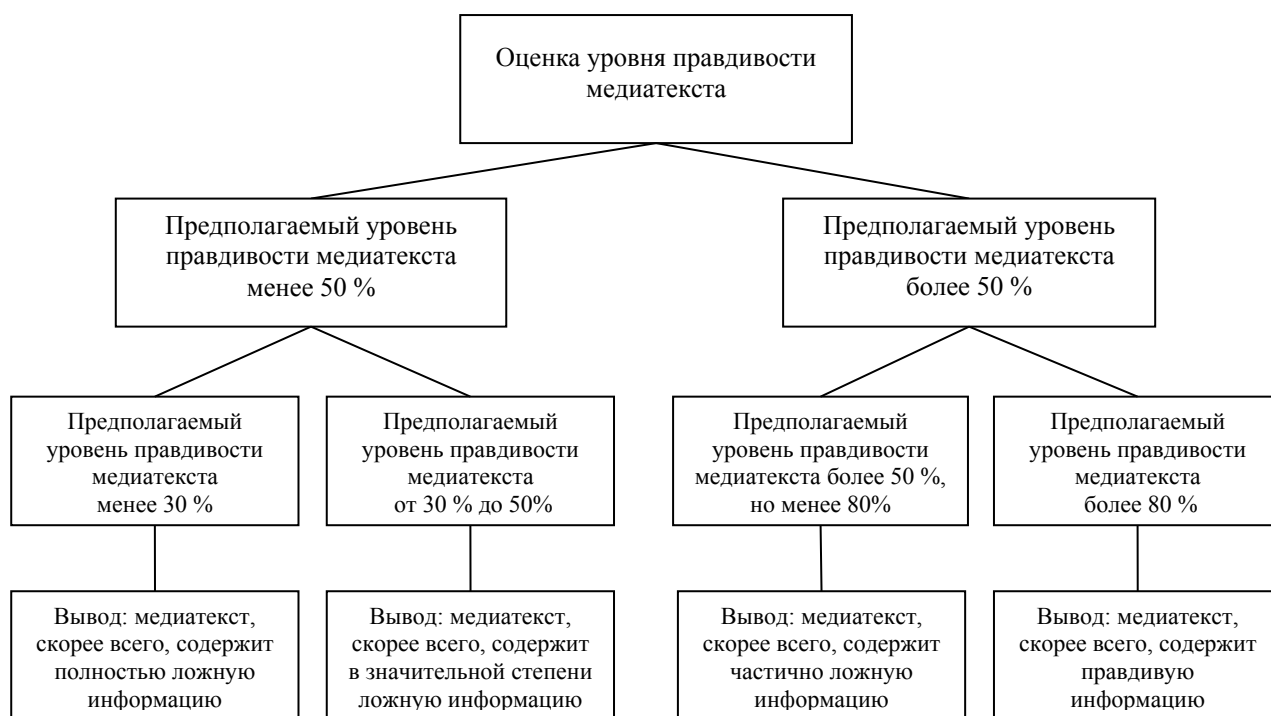 Оценка уровня правдивости
медиатекста
Предполагаемый уровень
правдивости медиатекста
менее 50 %
Предполагаемый уровень
правдивости медиатекста
более 50 %
Предполагаемый
уровень правдивости
медиатекста
менее 30 %
Предполагаемый
уровень правдивости
медиатекста
от 30 % до 50%
Предполагаемый
уровень правдивости
медиатекста более 50 %,
но менее 80%
Предполагаемый
уровень правдивости
медиатекста
более 80 %
Вывод: медиатекст,
скорее всего, содержит
полностью ложную
информацию
Вывод: медиатекст,
скорее всего, содержит
в значительной степени
ложную информацию
Вывод: медиатекст,
скорее всего, содержит
частично ложную
информацию
Вывод: медиатекст,
скорее всего, содержит
правдивую
информацию